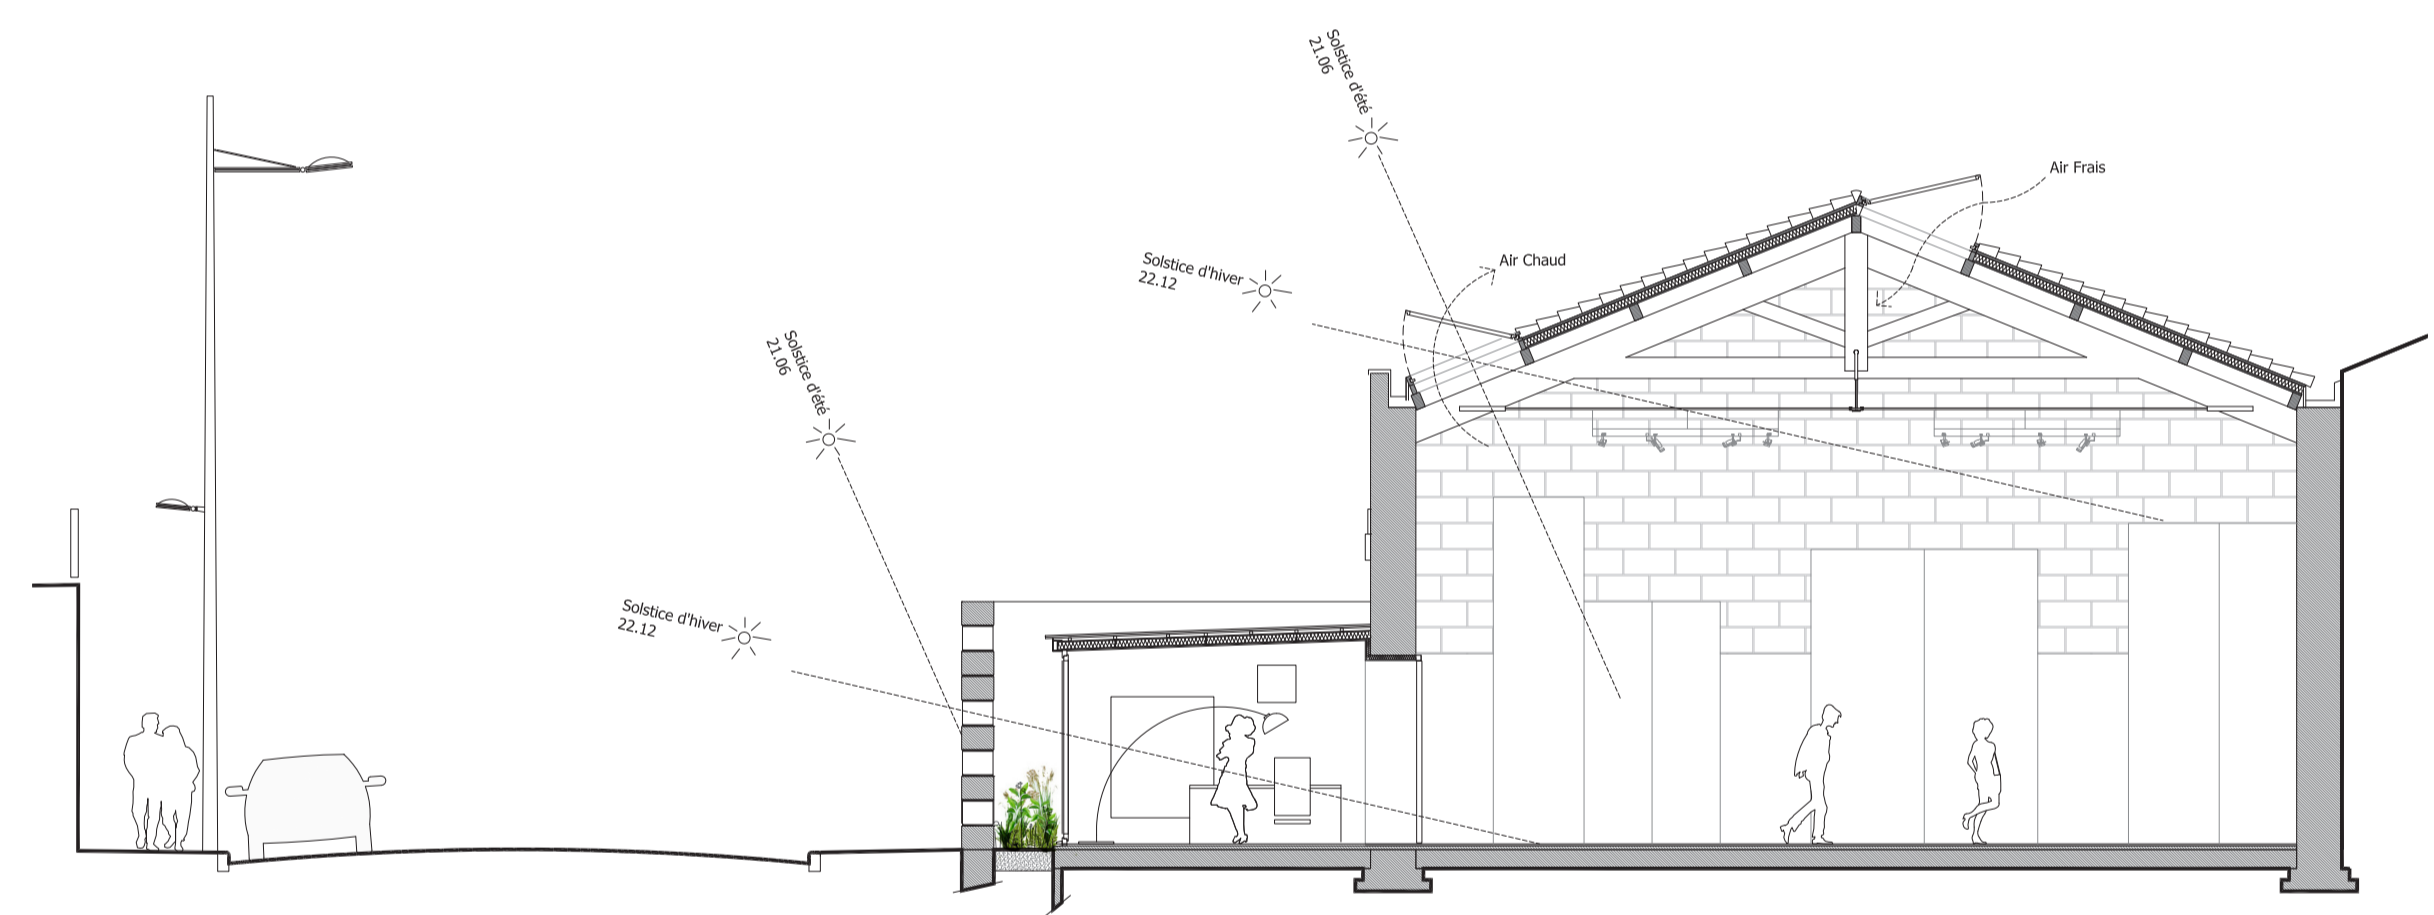 Solstice d'été
21.06
Air Frais
Solstice d'hiver
22.12
Air Chaud
Solstice d'été
21.06
Solstice d'hiver
22.12